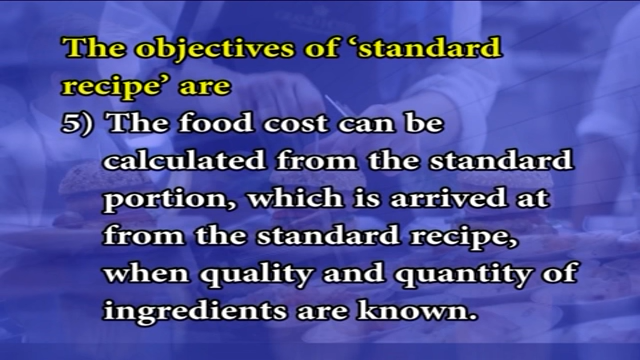 The objectives of ‘standard
recipe’ are
5) The food cost can be
calculated from the standard
portion, which is arrived at
from the standard recipe,
when quality and quantity of
ingredients are known.